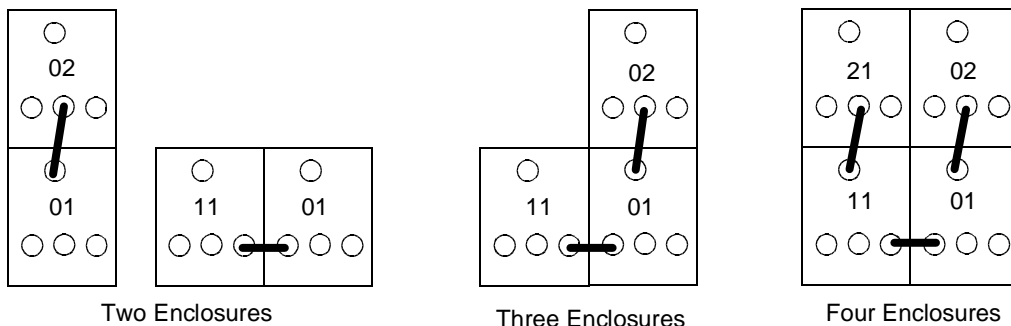 02
01
11 01
Two Enclosures
02
11 01
Three Enclosures
21 02
11 01
Four Enclosures